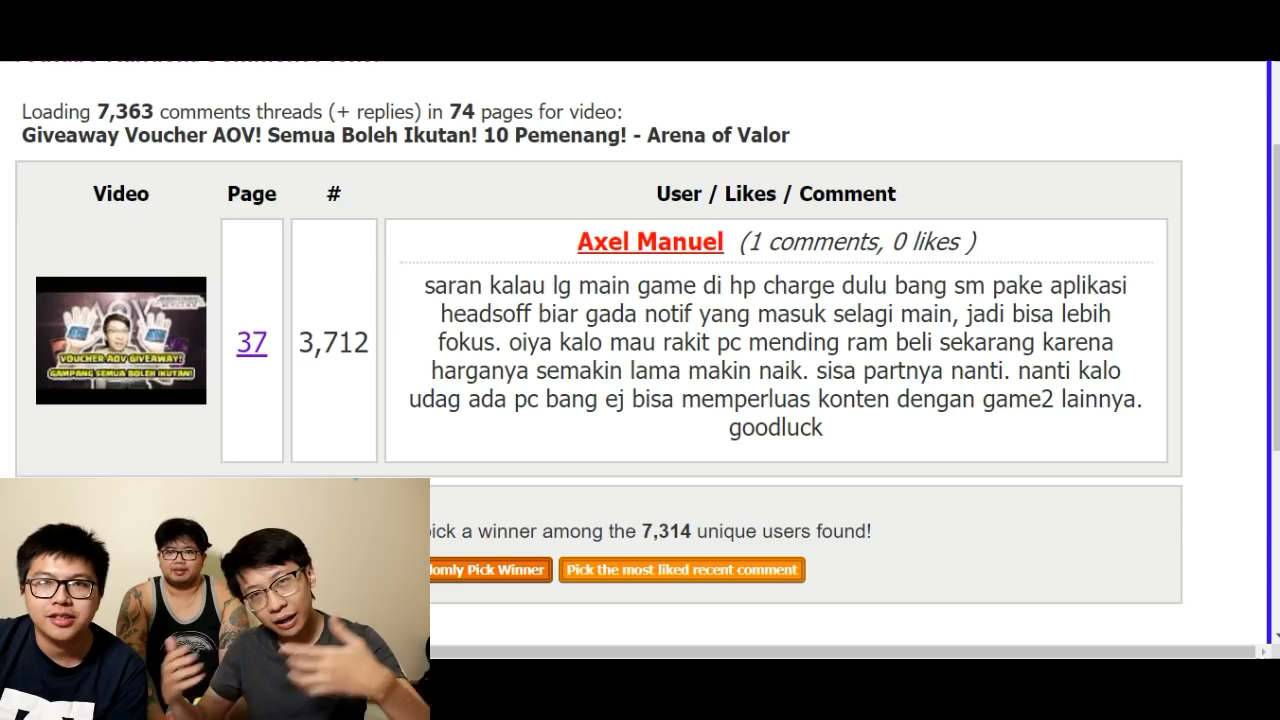 Loading 7,363 comments threads (+ replies) in 74 pages for video:
Giveaway Voucher AOV! Semua Boleh Ikutan! 10 Pemenang! - Arena of Valor
Video Page # User / Likes / Comment
VOUCHER AOV GIVEAWAY!
GAMPANG SEMUA BOLEH IKUTAN!
37
3,712
Axel Manuel (1 comments, 0 likes )
saran kalau lg main game di hp charge dulu bang sm pake aplikasi
headsoff biar gada notif yang masuk selagi main, jadi bisa lebih
fokus. oiya kalo mau rakit pc mending ram beli sekarang karena
harganya semakin lama makin naik. sisa partnya nanti. nanti kalo
udag ada pc bang ej bisa memperluas konten dengan game2 lainnya.
goodluck
pick a winner among the 7,314 unique users found!
domly Pick Winner Pick the most liked recent comment